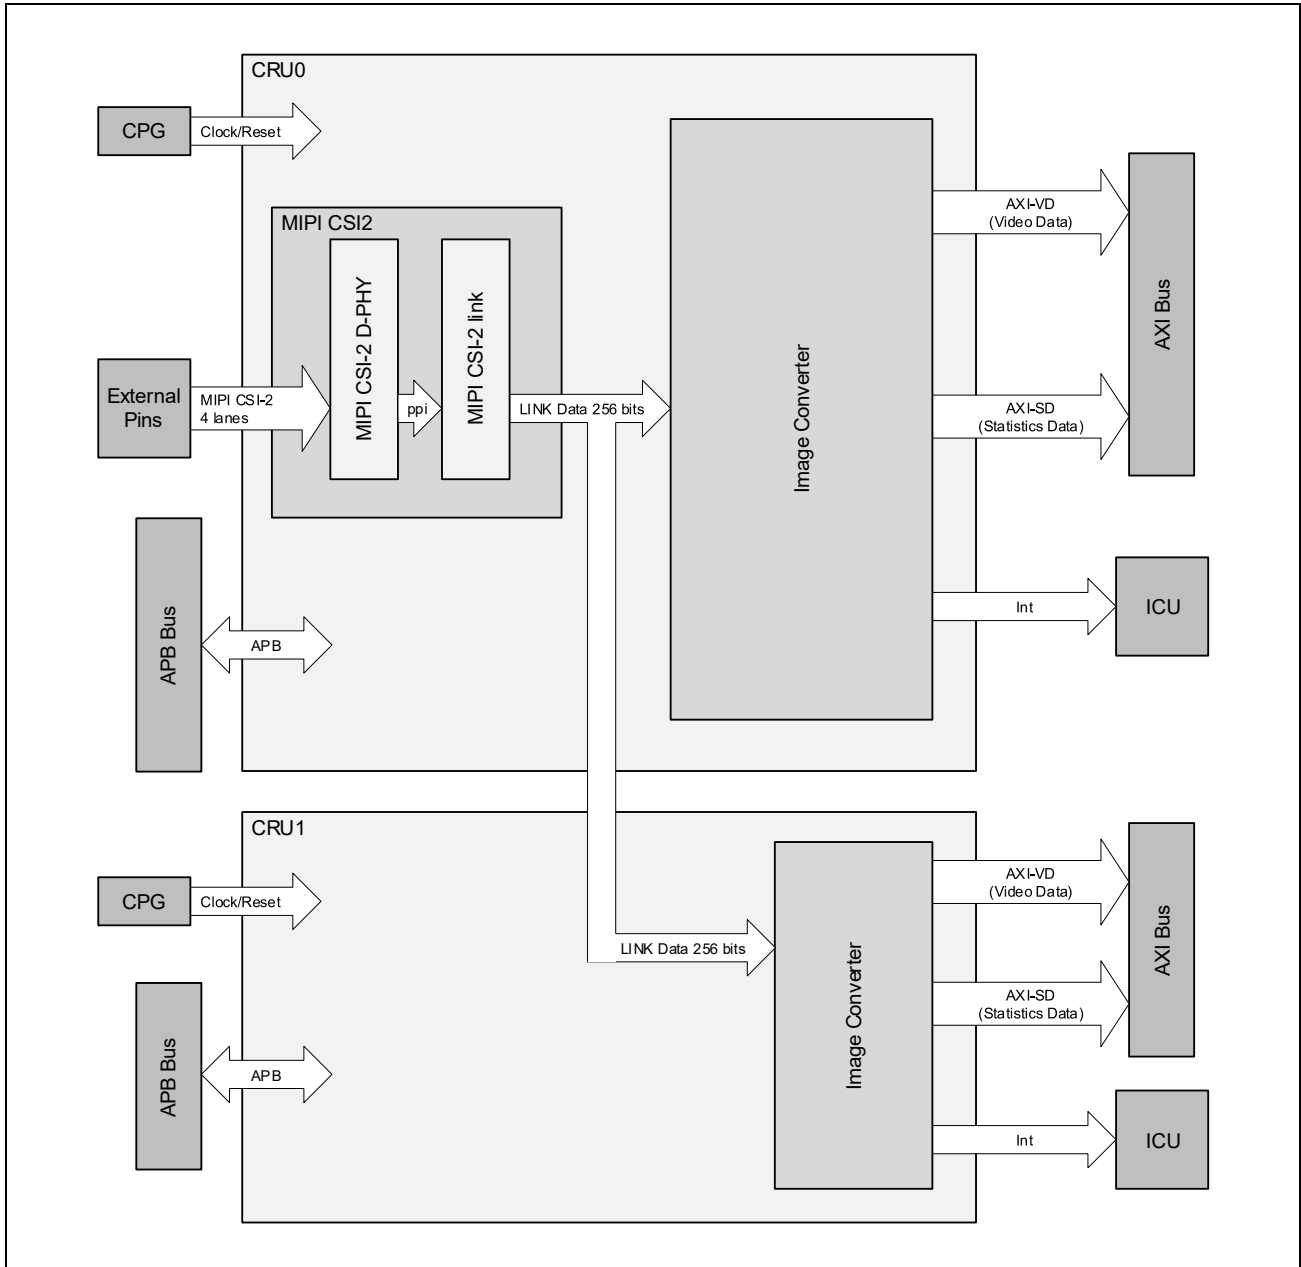 CRU0
CPG
Clock/Reset
MIPI CSI2
MIPI CSI-2 D-PHY
MIPI CSI-2 link
External
Pins
MIPI CSI-2
4 lanes
ppi
LINK Data 256 bits
Image Converter
AXI-VD
(Video Data)
AXI-SD
(Statistics Data)
AXI Bus
Int
ICU
APB Bus
APB
CRU1
CPG
Clock/Reset
LINK Data 256 bits
Image Converter
AXI-VD
(Video Data)
AXI-SD
(Statistics Data)
AXI Bus
APB Bus
APB
Int
ICU